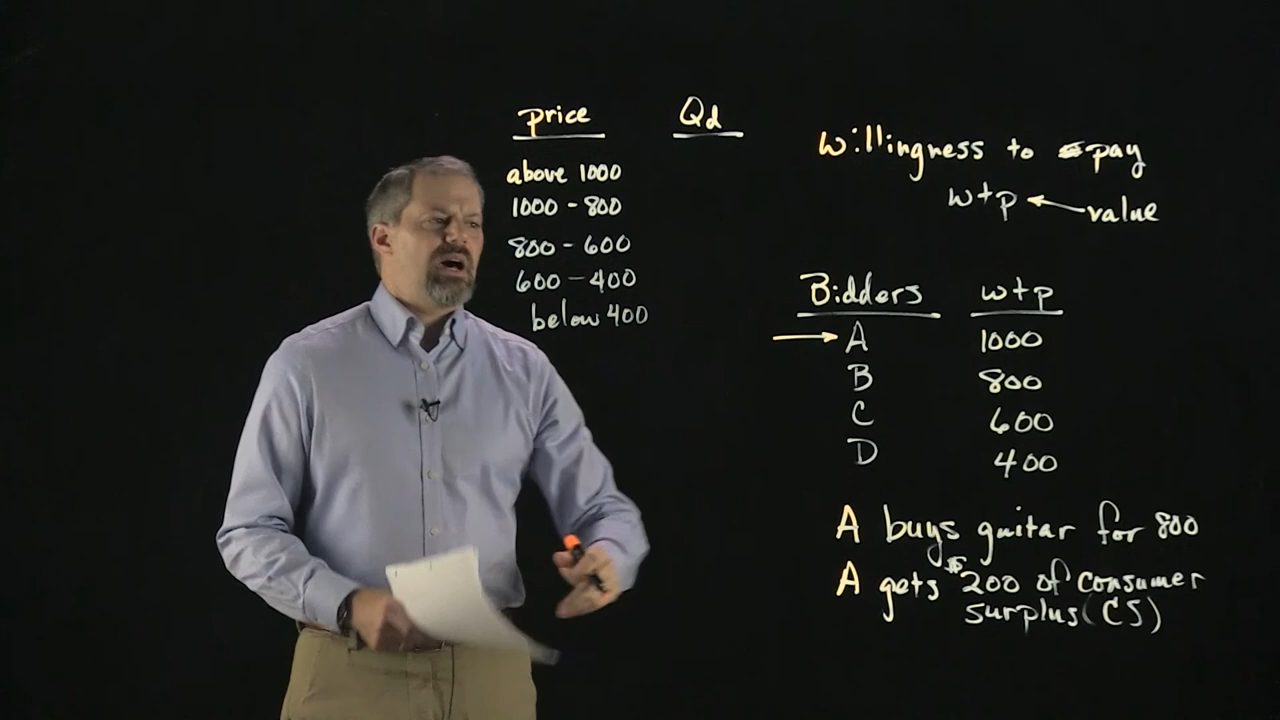 price Qd
above 1000
1000 - 800
800 - 600
600 - 400
below 400
Willingness to pay
wtp ← value
Bidders wtp
→ A 1000
B 800
C 600
D 400
A buys guitar for 800
A gets $200 of consumer
surplus (CS)